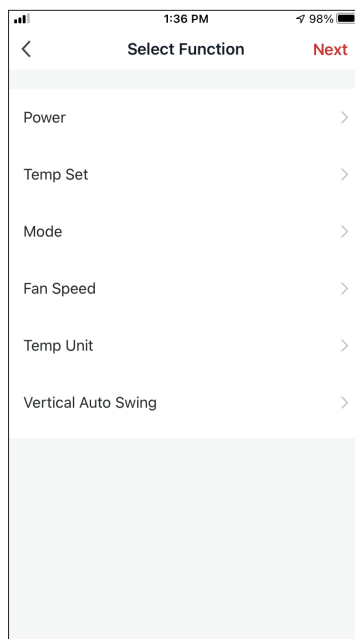 1:36 PM 98%
Select Function Next
Power
Temp Set
Mode
Fan Speed
Temp Unit
Vertical Auto Swing